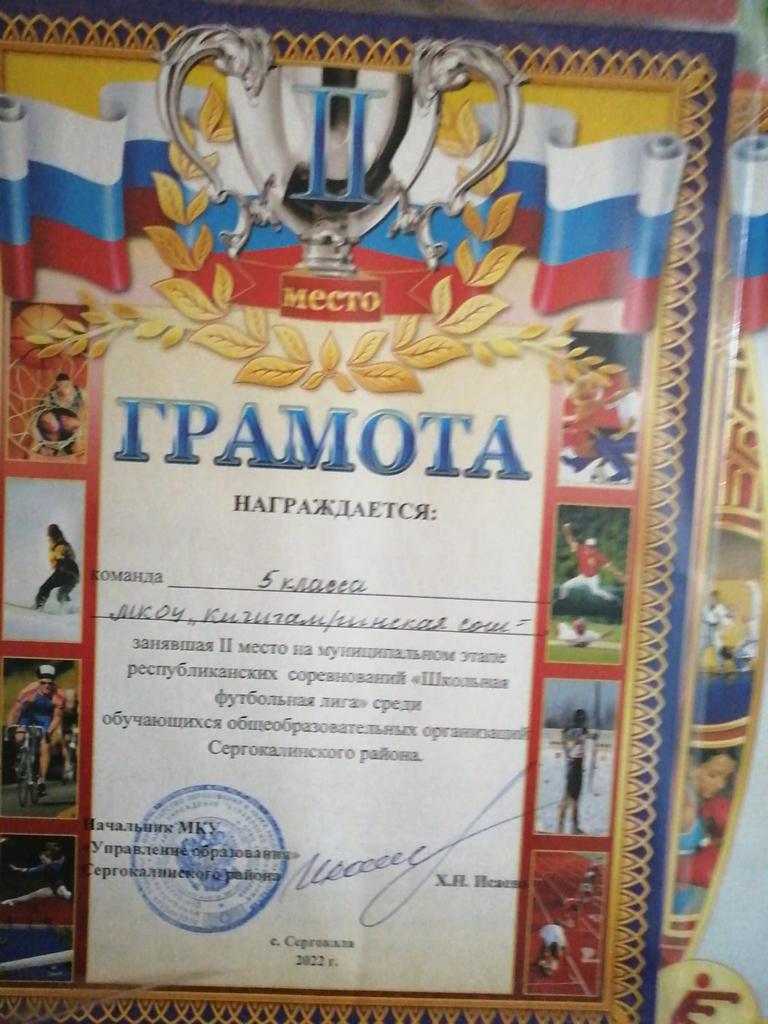 II
место
ГРАМОТА
НАГРАЖДАЕТСЯ:
команда 5 класса
МКОУ „Кичигамринская сош"
занявшая II место на муниципальном этапе
республиканских соревнований «Школьная
футбольная лига» среди
обучающихся общеобразовательных организаций
Сергокалинского района.
Начальник МКУ
«Управление образования»
Сергокалинского района
Х.Н. Исаева
с. Сергокала
2022 г.